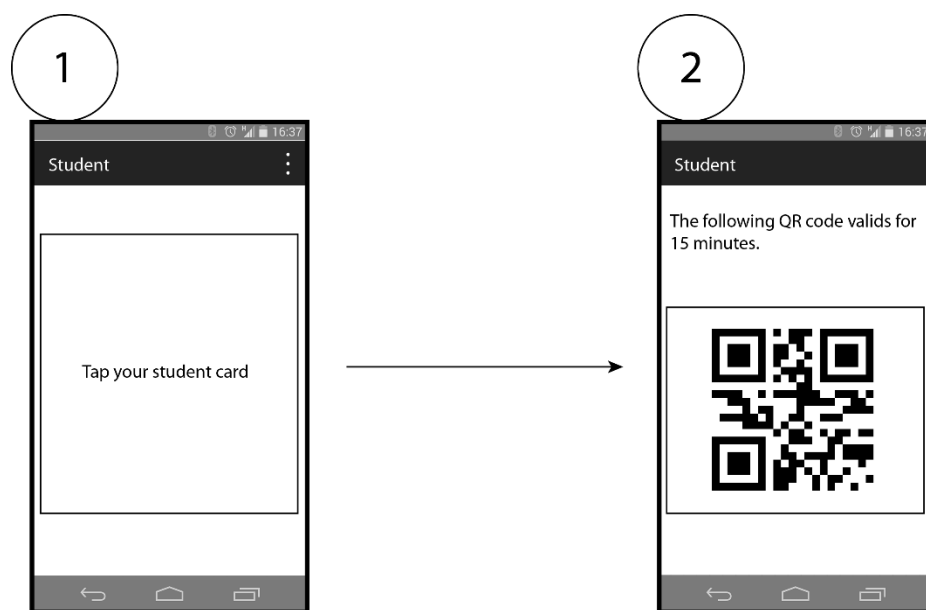 1
2
16:37
16:37
Student
Student
The following QR code valids for
15 minutes.
Tap your student card